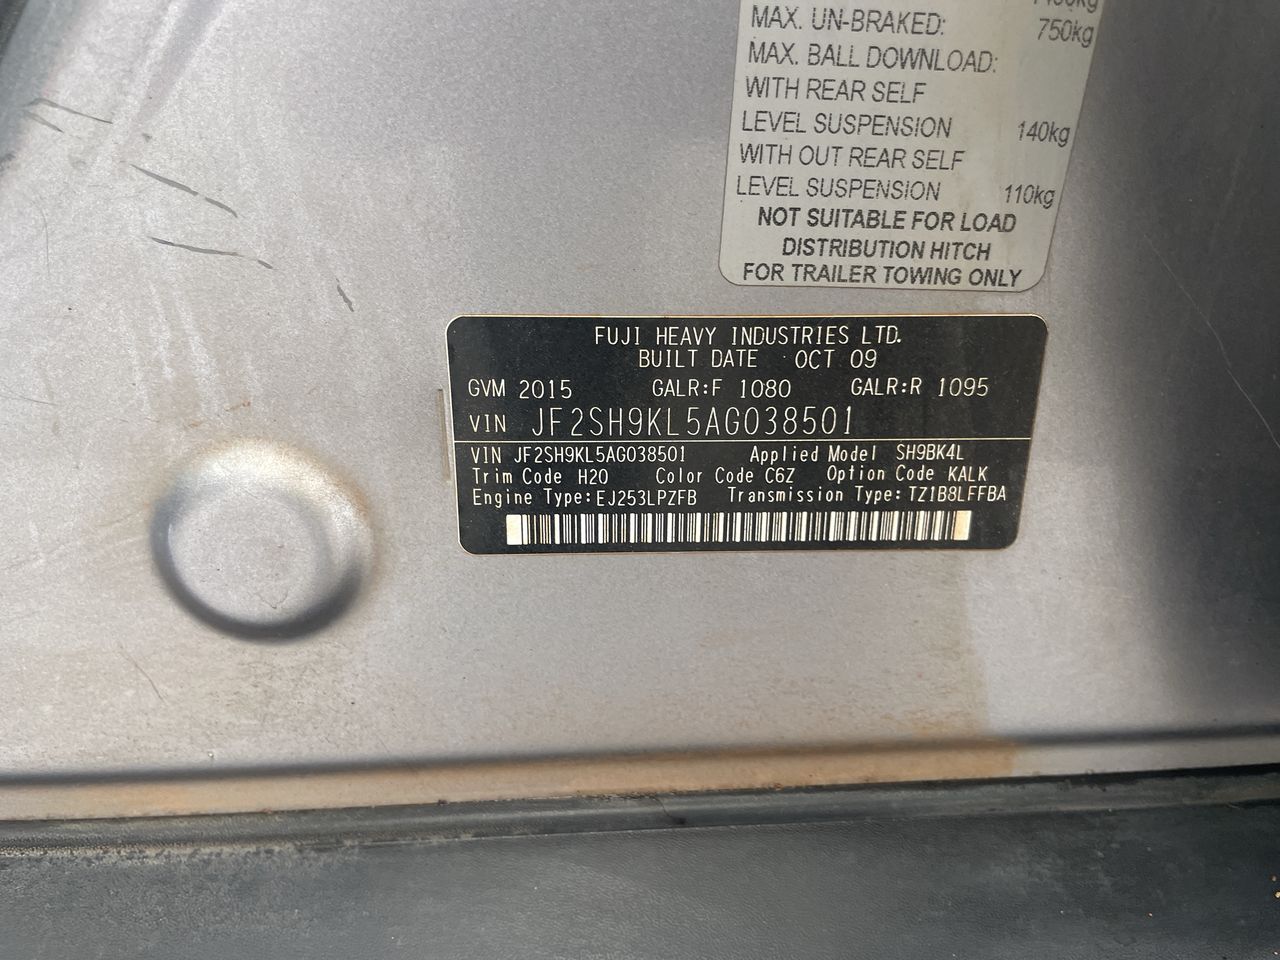 MAX. UN-BRAKED: 750kg
MAX. BALL DOWNLOAD:
WITH REAR SELF
LEVEL SUSPENSION 140kg
WITH OUT REAR SELF
LEVEL SUSPENSION 110kg
NOT SUITABLE FOR LOAD
DISTRIBUTION HITCH
FOR TRAILER TOWING ONLY
FUJI HEAVY INDUSTRIES LTD.
BUILT DATE OCT 09
GVM 2015 GALR:F 1080 GALR:R 1095
VIN JF2SH9KL5AG038501
VIN JF2SH9KL5AG038501 Applied Model SH9BK4L
Trim Code H20 Color Code C6Z Option Code KALK
Engine Type:EJ253LPZFB Transmission Type:TZ1B8LFFBA